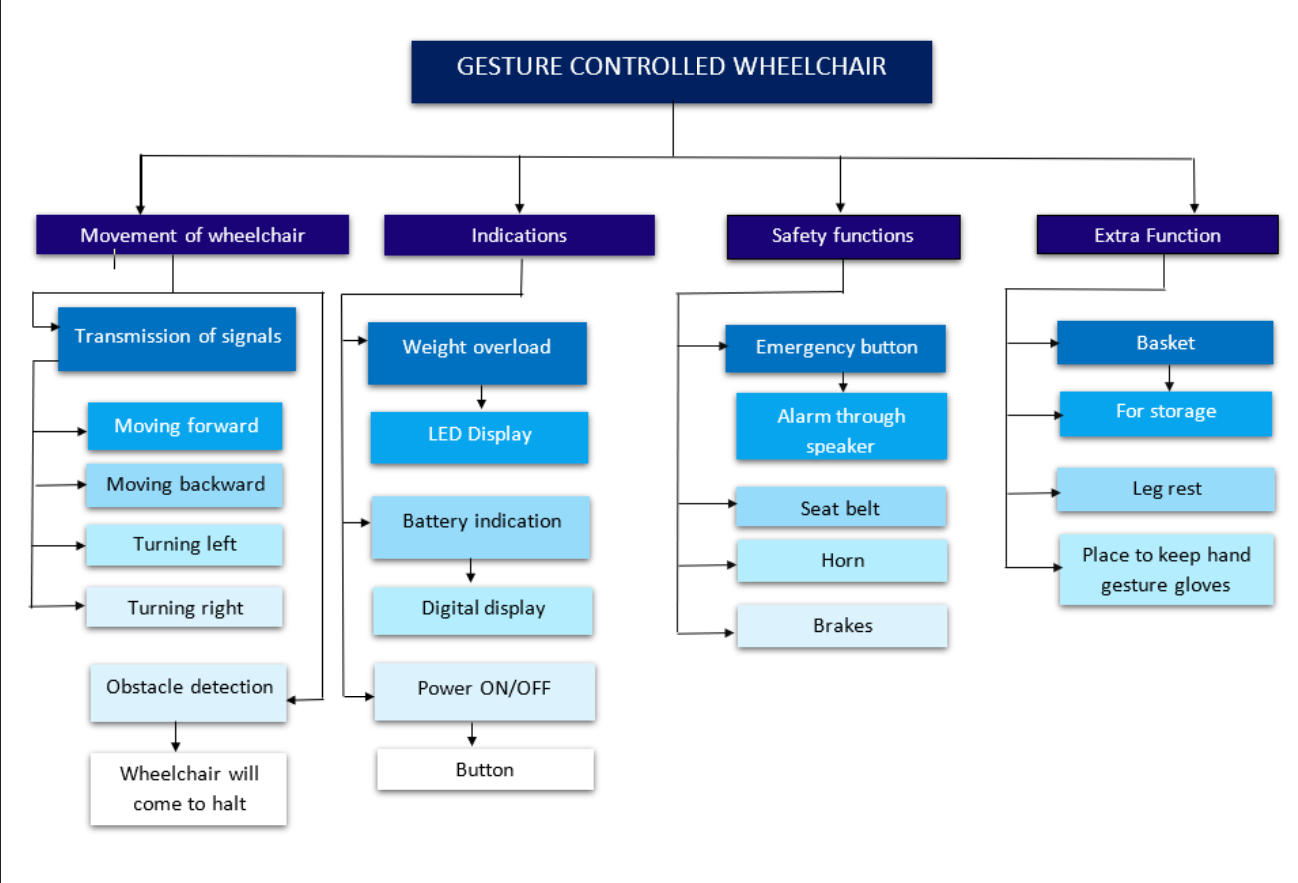 GESTURE CONTROLLED WHEELCHAIR
Movement of wheelchair
Transmission of signals
Moving forward
Moving backward
Turning left
Turning right
Obstacle detection
Wheelchair will
come to halt
Indications
Weight overload
LED Display
Battery indication
Digital display
Power ON/OFF
Button
Safety functions
Emergency button
Alarm through
speaker
Seat belt
Horn
Brakes
Extra Function
Basket
For storage
Leg rest
Place to keep hand
gesture gloves